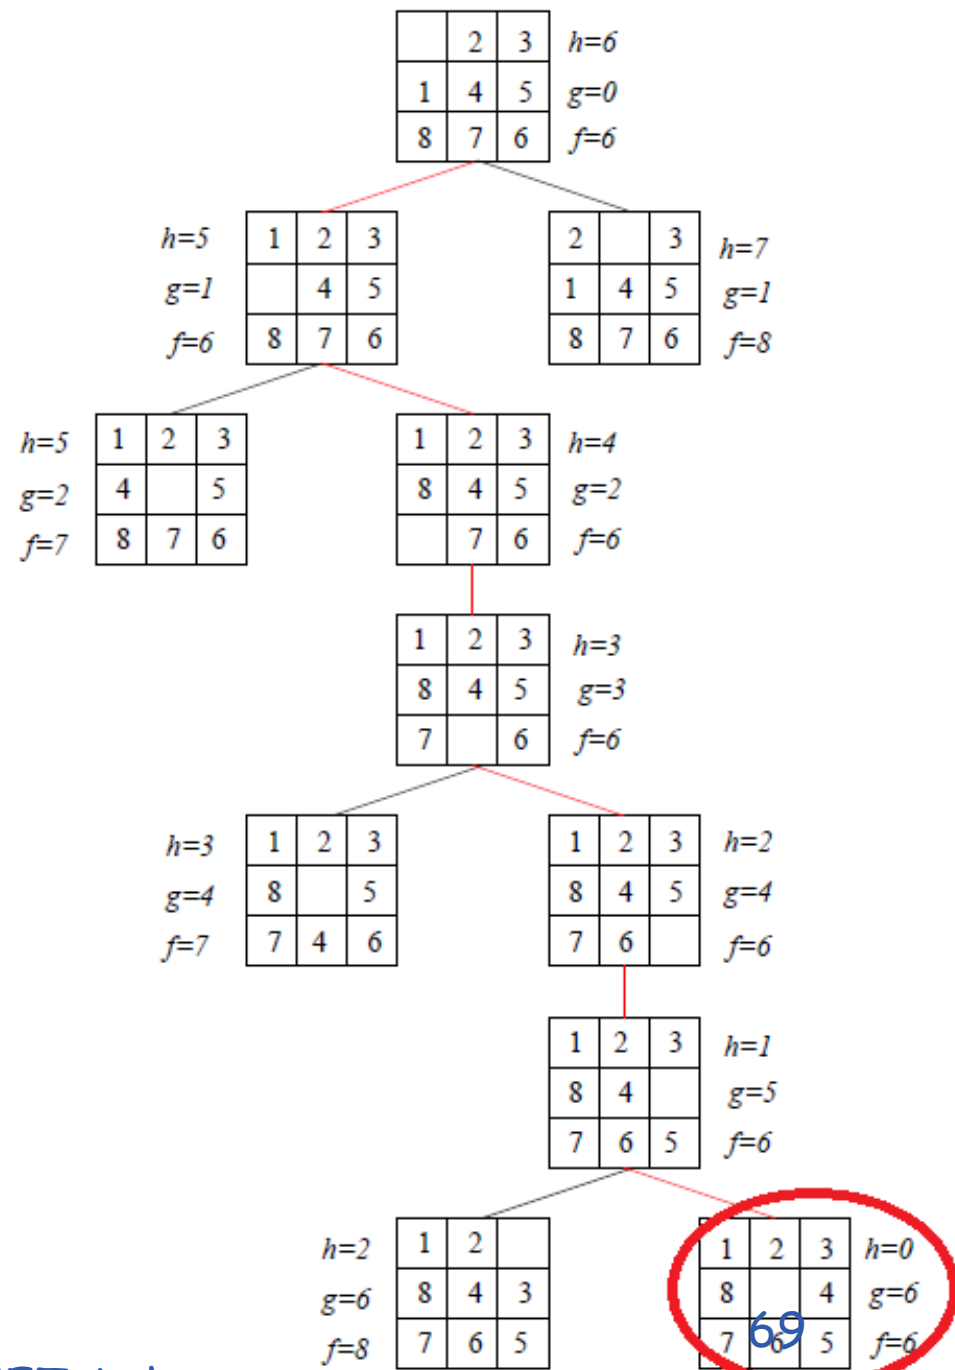 2 3 h=6
1 4 5 g=0
8 7 6 f=6
h=5 1 2 3
g=1 4 5
f=6 8 7 6
2 3 h=7
1 4 5 g=1
8 7 6 f=8
h=5 1 2 3
g=2 4 5
f=7 8 7 6
1 2 3 h=4
8 4 5 g=2
7 6 f=6
1 2 3 h=3
8 4 5 g=3
7 6 f=6
h=3 1 2 3
g=4 8 5
f=7 7 4 6
1 2 3 h=2
8 4 5 g=4
7 6 f=6
1 2 3 h=1
8 4 g=5
7 6 5 f=6
h=2 1 2
g=6 8 4 3
f=8 7 6 5
1 2 3 h=0
8 4 g=6
7 6 5 f=6
69